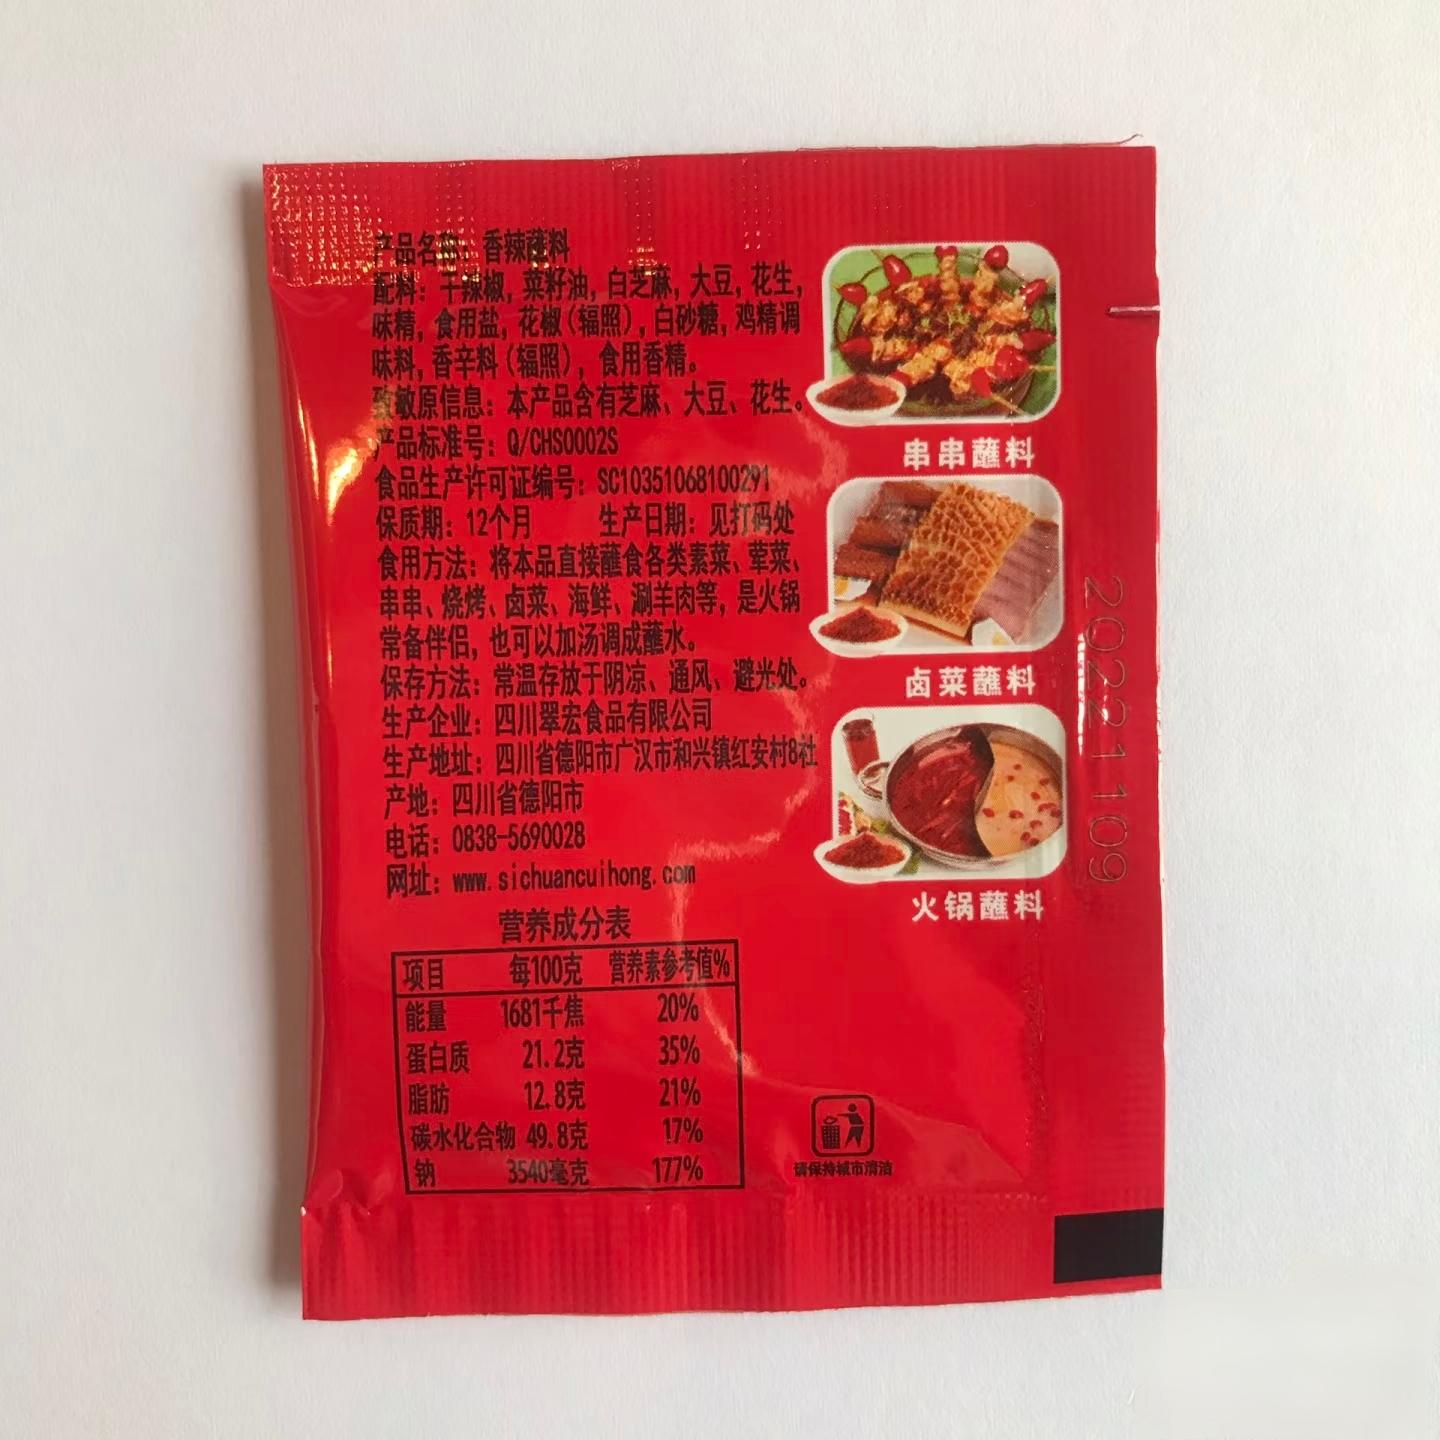 产品名称：香辣蘸料
配料：干辣椒，菜籽油，白芝麻，大豆，花生，
味精，食用盐，花椒（辐照），白砂糖，鸡精调
味料，香辛料（辐照），食用香精。
致敏原信息：本产品含有芝麻、大豆、花生。
产品标准号：Q/CHS0002S
食品生产许可证编号：SC10351068100291
保质期：12个月 生产日期：见打码处
食用方法：将本品直接蘸食各类素菜、荤菜、
串串、烧烤、卤菜、海鲜、涮羊肉等，是火锅
常备伴侣，也可以加汤调成蘸水。
保存方法：常温存放于阴凉、通风、避光处。
生产企业：四川翠宏食品有限公司
生产地址：四川省德阳市广汉市和兴镇红安村8社
产地：四川省德阳市
电话：0838-5690028
网址：www.sichuancuihong.com
营养成分表
项目 每100克 营养素参考值%
能量 1681千焦 20%
蛋白质 21.2克 35%
脂肪 12.8克 21%
碳水化合物 49.8克 17%
钠 3540毫克 177%
串串蘸料
卤菜蘸料
火锅蘸料
20221109
请保持城市清洁